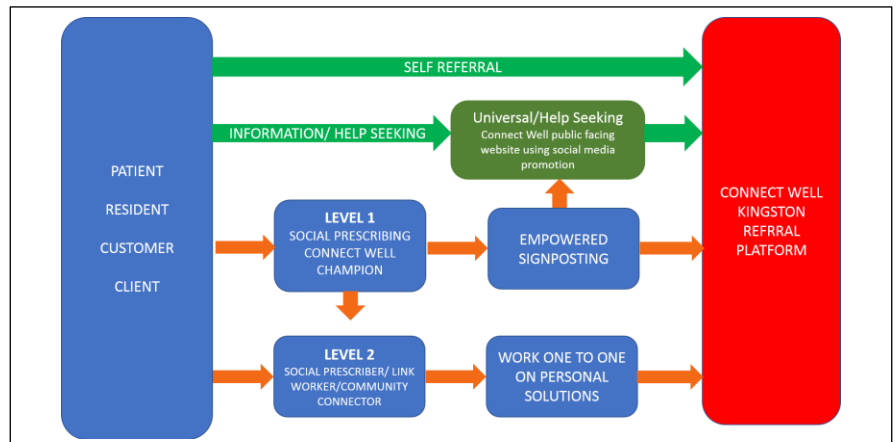 PATIENT
RESIDENT
CUSTOMER
CLIENT
SELF REFERRAL
INFORMATION/ HELP SEEKING
Universal/Help Seeking
Connect Well public facing
website using social media
promotion
LEVEL 1
SOCIAL PRESCRIBING
CONNECT WELL
CHAMPION
EMPOWERED
SIGNPOSTING
LEVEL 2
SOCIAL PRESCRIBER/ LINK
WORKER/COMMUNITY
CONNECTOR
WORK ONE TO ONE
ON PERSONAL
SOLUTIONS
CONNECT WELL
KINGSTON
REFRRAL
PLATFORM